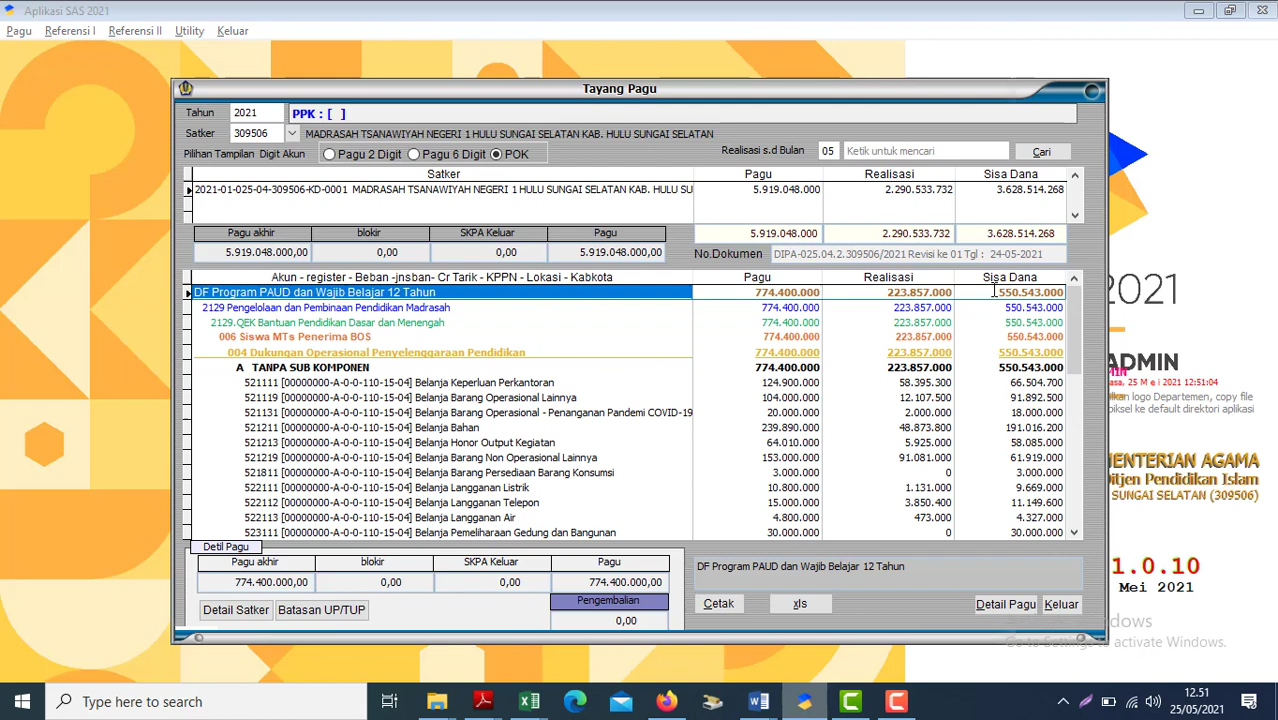 Aplikasi SAS 2021
Pagu Referensi I Referensi II Utility Keluar
Tayang Pagu
Tahun 2021 PPK : [ ]
Satker 309506 MADRASAH TSANAWIYAH NEGERI 1 HULU SUNGAI SELATAN KAB. HULU SUNGAI SELATAN
Pilihan Tampilan Digit Akun Pagu 2 Digit Pagu 6 Digit POK Realisasi s.d Bulan 05 Ketik untuk mencari Cari
Satker Pagu Realisasi Sisa Dana
2021-01-025-04-309506-KD-0001 MADRASAH TSANAWIYAH NEGERI 1 HULU SUNGAI SELATAN KAB. HULU SU 5.919.048.000 2.290.533.732 3.628.514.268
Pagu akhir blokir SKPA Keluar Pagu 5.919.048.000 2.290.533.732 3.628.514.268
5.919.048.000,00 0,00 0,00 5.919.048.000,00 No.Dokumen DIPA-025.04.2.309506/2021 Revisi ke 01 Tgl : 24-05-2021
Akun - register - Beban -jnsban- Cr Tarik - KPPN - Lokasi - Kabkota Pagu Realisasi Sisa Dana
DF Program PAUD dan Wajib Belajar 12 Tahun 774.400.000 223.857.000 550.543.000
2129 Pengelolaan dan Pembinaan Pendidikan Madrasah 774.400.000 223.857.000 550.543.000
2129.QEK Bantuan Pendidikan Dasar dan Menengah 774.400.000 223.857.000 550.543.000
006 Siswa MTs Penerima BOS 774.400.000 223.857.000 550.543.000
004 Dukungan Operasional Penyelenggaraan Pendidikan 774.400.000 223.857.000 550.543.000
A TANPA SUB KOMPONEN 774.400.000 223.857.000 550.543.000
521111 [00000000-A-0-0-110-15-04] Belanja Keperluan Perkantoran 124.900.000 58.395.300 66.504.700
521119 [00000000-A-0-0-110-15-04] Belanja Barang Operasional Lainnya 104.000.000 12.107.500 91.892.500
521131 [00000000-A-0-0-110-15-04] Belanja Barang Operasional - Penanganan Pandemi COVID-19 20.000.000 2.000.000 18.000.000
521211 [00000000-A-0-0-110-15-04] Belanja Bahan 239.890.000 48.873.800 191.016.200
521213 [00000000-A-0-0-110-15-04] Belanja Honor Output Kegiatan 64.010.000 5.925.000 58.085.000
521219 [00000000-A-0-0-110-15-04] Belanja Barang Non Operasional Lainnya 153.000.000 91.081.000 61.919.000
521811 [00000000-A-0-0-110-15-04] Belanja Barang Persediaan Barang Konsumsi 3.000.000 0 3.000.000
522111 [00000000-A-0-0-110-15-04] Belanja Langganan Listrik 10.800.000 1.131.000 9.669.000
522112 [00000000-A-0-0-110-15-04] Belanja Langganan Telepon 15.000.000 3.850.400 11.149.600
522113 [00000000-A-0-0-110-15-04] Belanja Langganan Air 4.800.000 473.000 4.327.000
523111 [00000000-A-0-0-110-15-04] Belanja Pemeliharaan Gedung dan Bangunan 30.000.000 0 30.000.000
Detil Pagu
Pagu akhir blokir SKPA Keluar Pagu DF Program PAUD dan Wajib Belajar 12 Tahun
774.400.000,00 0,00 0,00 774.400.000,00
Pengembalian
Detail Satker Batasan UP/TUP Cetak xls Detail Pagu Keluar
0,00
2021
ADMIN
MIN
asa, 25 M e i 2021 12:51:04
lkan logo Departemen, copy file
piksel ke default direktori aplikasi
MENTERIAN AGAMA
Ditjen Pendidikan Islam
SUNGAI SELATAN (309506)
1.0.10
Mei 2021
Go to Settings to activate Windows.
Type here to search
12.51
25/05/2021